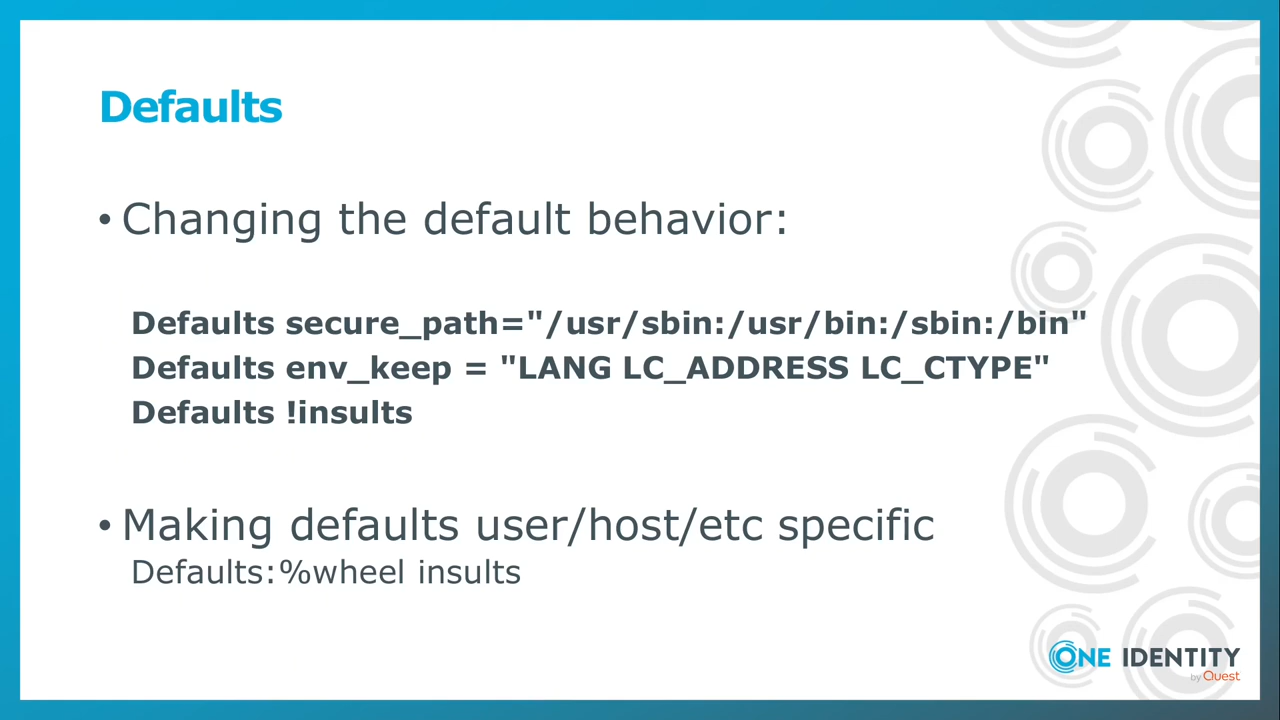 Defaults
• Changing the default behavior:
Defaults secure_path="/usr/sbin:/usr/bin:/sbin:/bin"
Defaults env_keep = "LANG LC_ADDRESS LC_CTYPE"
Defaults !insults
• Making defaults user/host/etc specific
Defaults:%wheel insults
ONE IDENTITY
by Quest